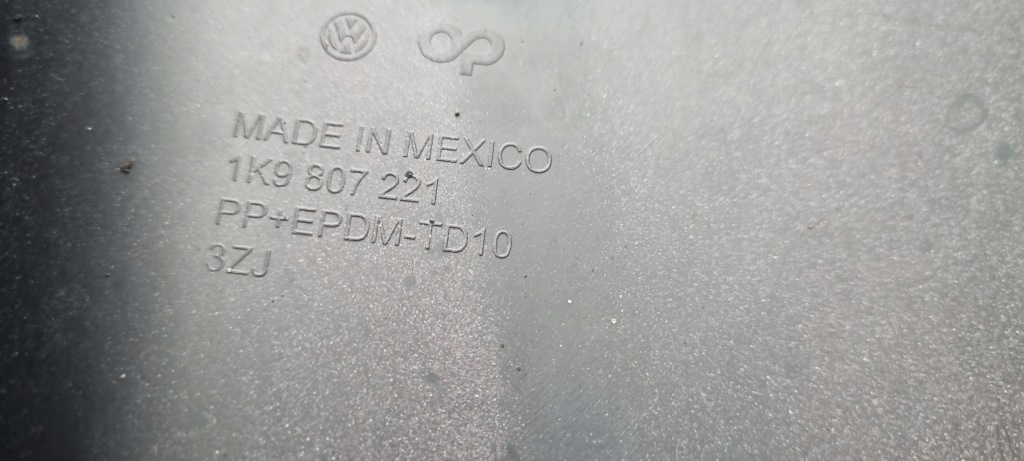 MADE IN MEXICO
1K9 807 221
PP+EPDM-TD10
3ZJ